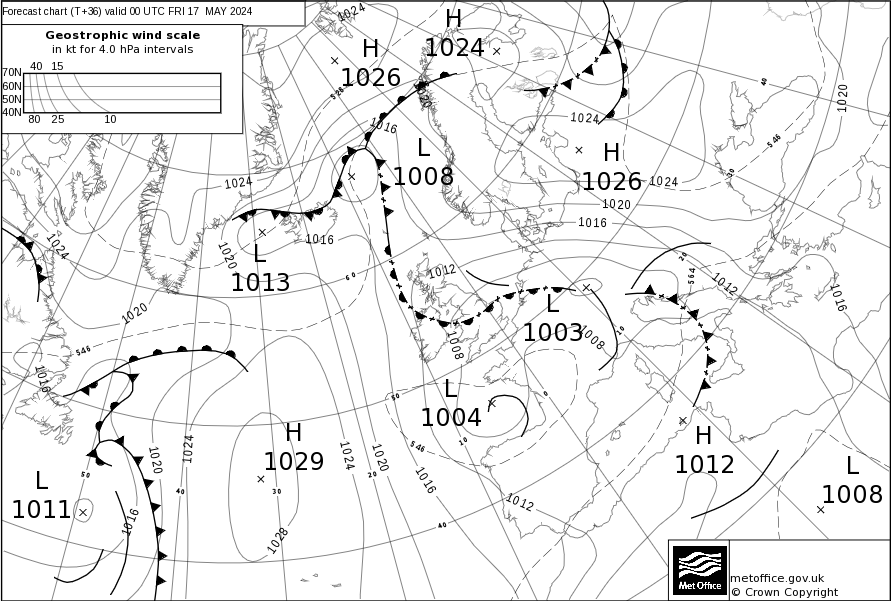 Forecast chart (T+36) valid 00 UTC FRI 17 MAY 2024
Geostrophic wind scale
in kt for 4.0 hPa intervals
40 15
70N
60N
50N
40N
80 25 10
1024
H
1026
H
1024
528
1020
1016
1024
40
1020
546
L
1008
H
1026
30
1024
1020
1016
1024
1024
1020
L
1013
1016
60
1012
20
564
1012
1016
1020
546
L
1003
1008
10
1008
1016
L
1004
50
0
10
546
H
1029
1024
1020
1024
1020
20
1016
H
1012
L
1008
L
1011
50
40
30
1016
1012
40
1028
Met Office
metoffice.gov.uk
© Crown Copyright